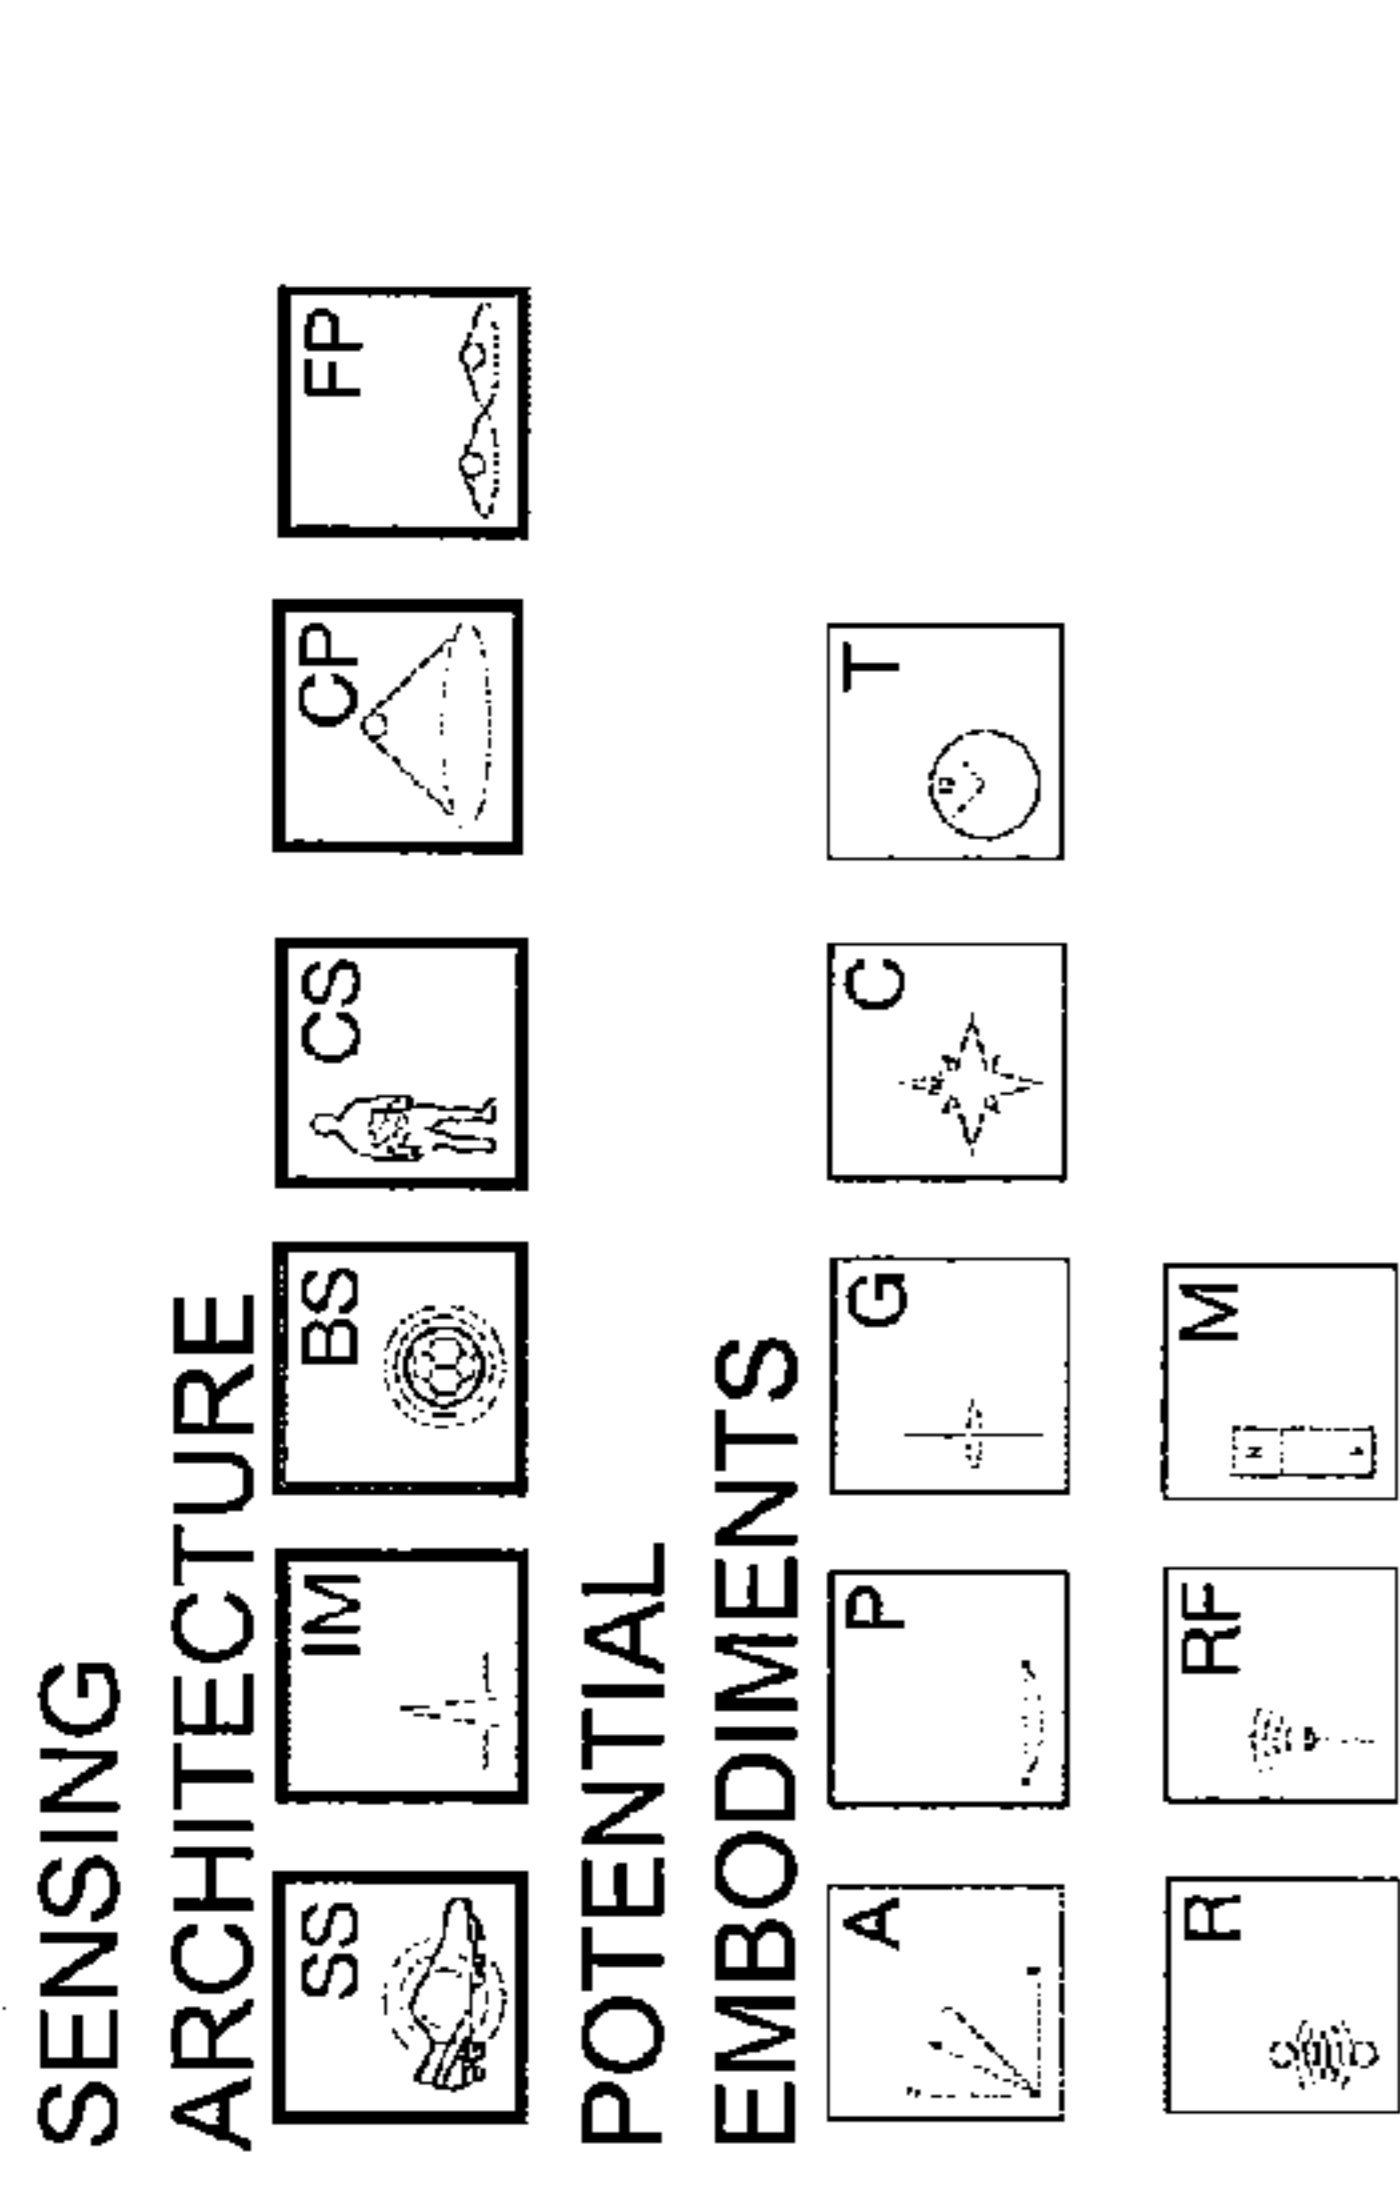 SENSING
ARCHITECTURE
SS IM BS CS CP FP
POTENTIAL
EMBODIMENTS
A P G C T
R RF M
N